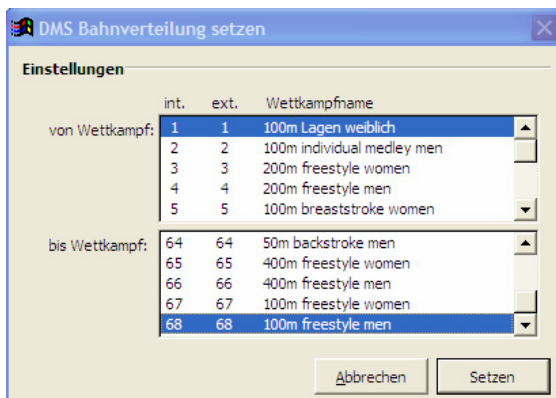 DMS Bahnverteilung setzen
Einstellungen
int. ext. Wettkampfname
von Wettkampf:
1 1 100m Lagen weiblich
2 2 100m individual medley men
3 3 200m freestyle women
4 4 200m freestyle men
5 5 100m breaststroke women
bis Wettkampf:
64 64 50m backstroke men
65 65 400m freestyle women
66 66 400m freestyle men
67 67 100m freestyle women
68 68 100m freestyle men
Abbrechen Setzen